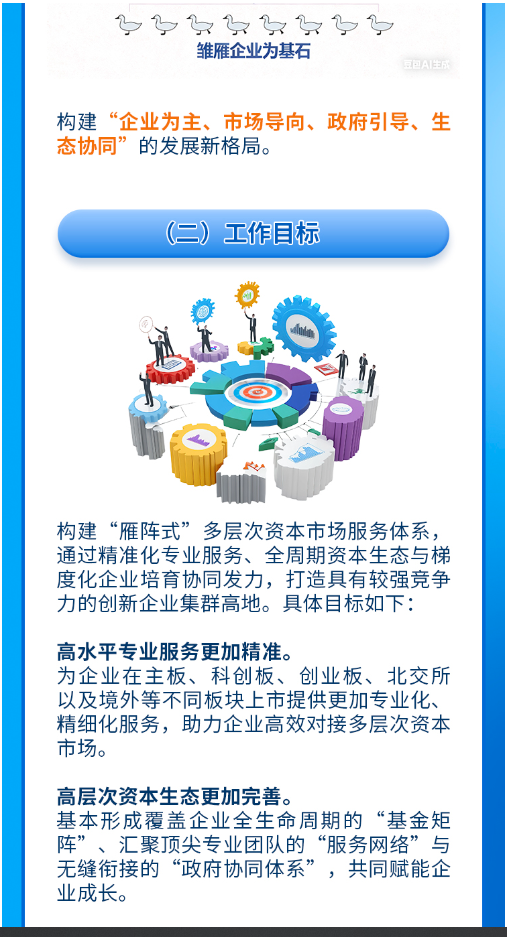 雏雁企业为基石
豆包AI生成
构建“企业为主、市场导向、政府引导、生
态协同”的发展新格局。
（二）工作目标
构建“雁阵式”多层次资本市场服务体系，
通过精准化专业服务、全周期资本生态与梯
度化企业培育协同发力，打造具有较强竞争
力的创新企业集群高地。具体目标如下：
高水平专业服务更加精准。
为企业在主板、科创板、创业板、北交所
以及境外等不同板块上市提供更加专业化、
精细化服务，助力企业高效对接多层次资本
市场。
高层次资本生态更加完善。
基本形成覆盖企业全生命周期的“基金矩
阵”、汇聚顶尖专业团队的“服务网络”与
无缝衔接的“政府协同体系”，共同赋能企
业成长。